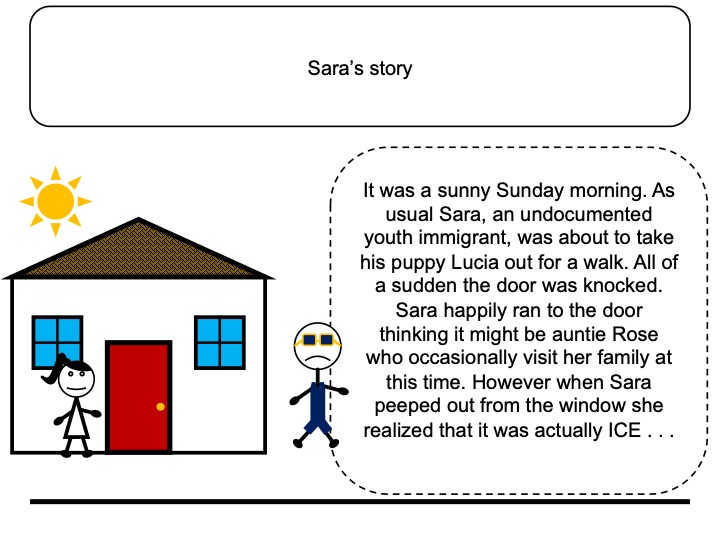 Sara’s story
It was a sunny Sunday morning. As
usual Sara, an undocumented
youth immigrant, was about to take
his puppy Lucia out for a walk. All of
a sudden the door was knocked.
Sara happily ran to the door
thinking it might be auntie Rose
who occasionally visit her family at
this time. However when Sara
peeped out from the window she
realized that it was actually ICE . . .